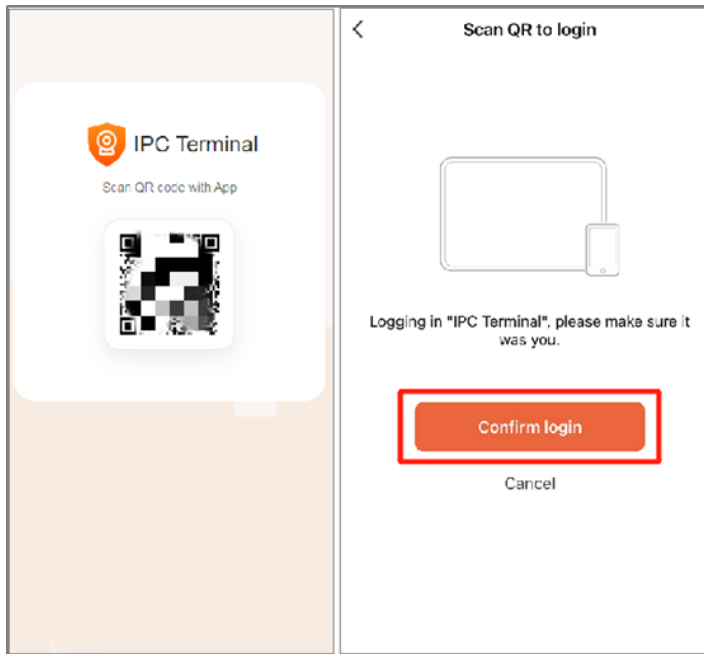 IPC Terminal
Scan QR code with App
Scan QR to login
Logging in "IPC Terminal", please make sure it
was you.
Confirm login
Cancel